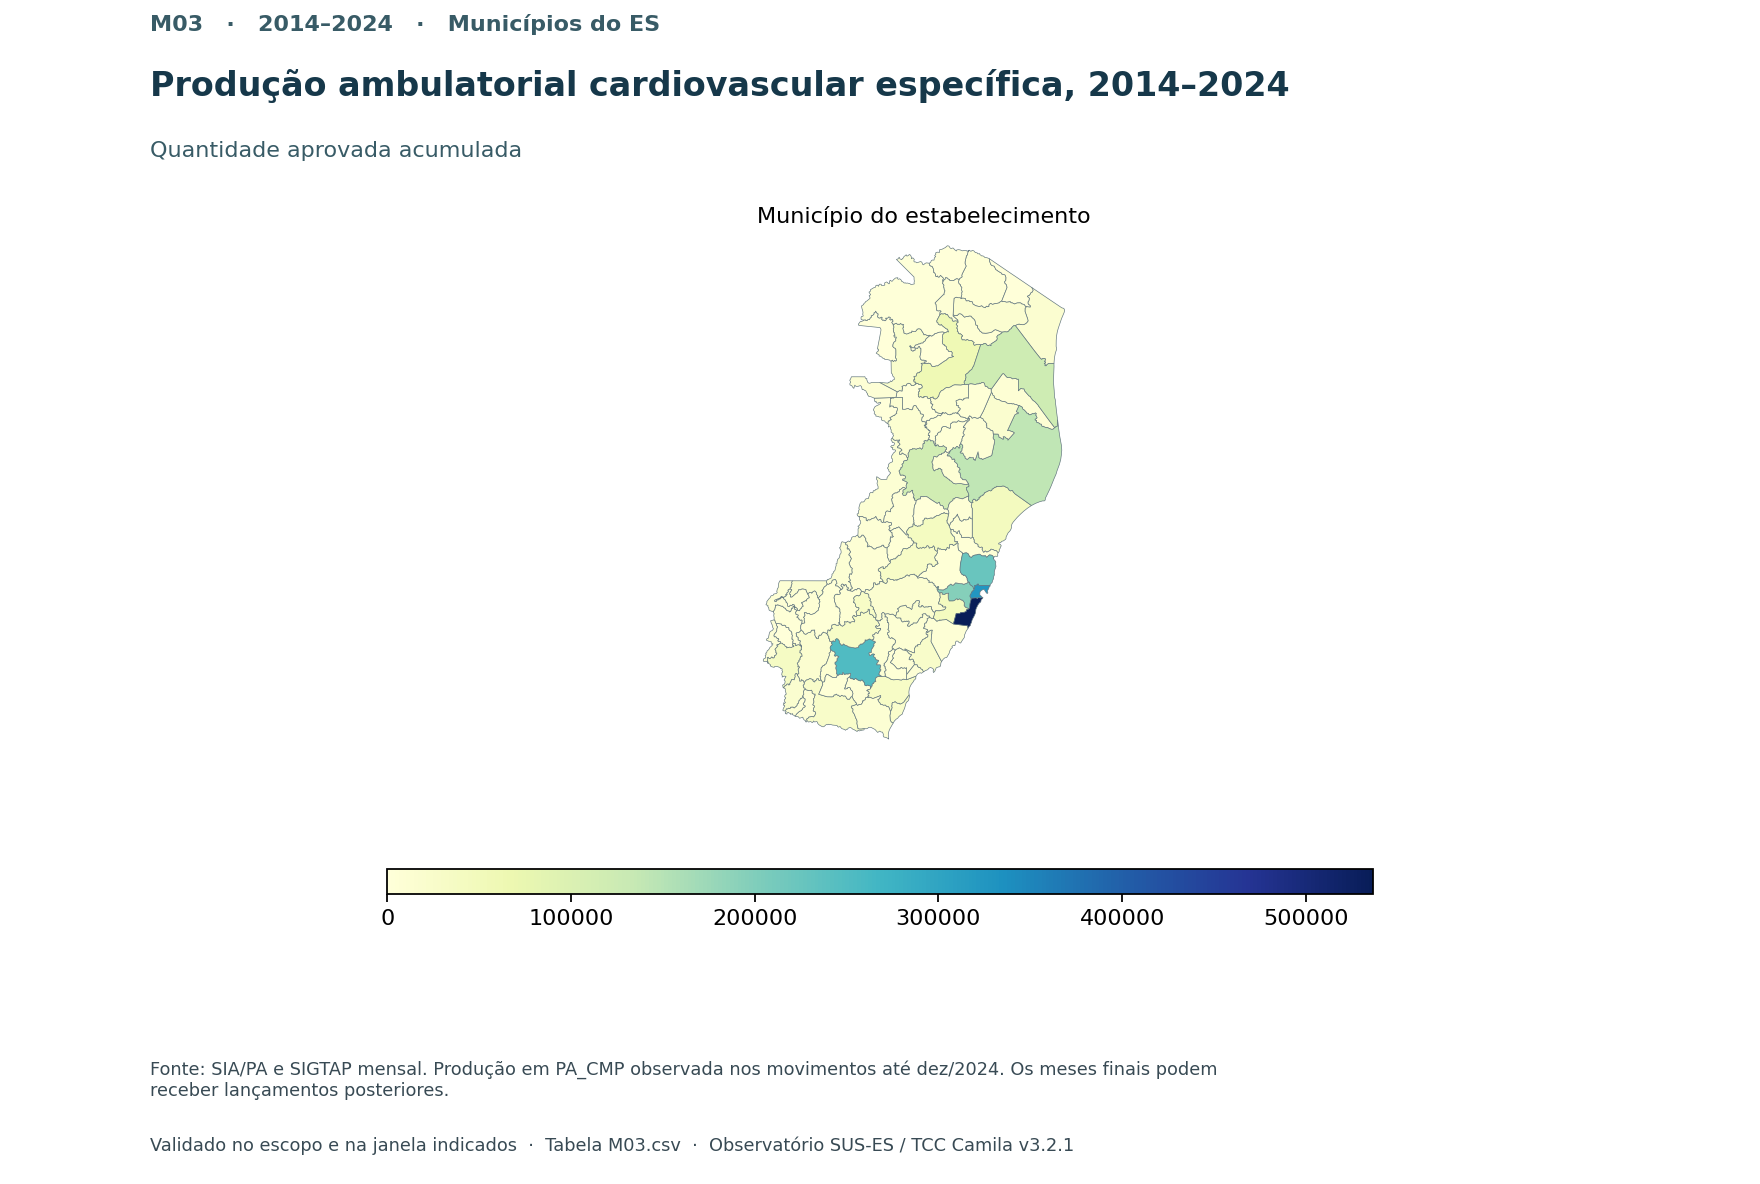 M03 · 2014–2024 · Municípios do ES
Produção ambulatorial cardiovascular específica, 2014–2024
Quantidade aprovada acumulada
Município do estabelecimento
0 100000 200000 300000 400000 500000
Fonte: SIA/PA e SIGTAP mensal. Produção em PA_CMP observada nos movimentos até dez/2024. Os meses finais podem
receber lançamentos posteriores.
Validado no escopo e na janela indicados · Tabela M03.csv · Observatório SUS-ES / TCC Camila v3.2.1